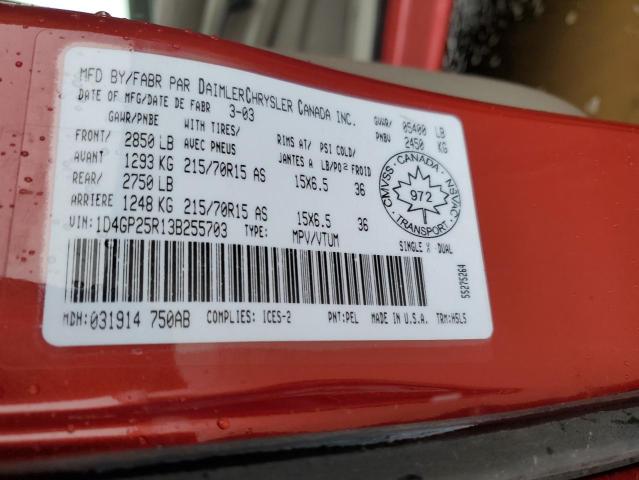 MFD BY/FABR PAR DAIMLERCHRYSLER CANADA INC.
DATE OF MFG/DATE DE FABR 3-03
GVWR/ 05400 LB
PNBV 2450 KG
GAWR/PNBE WITH TIRES/ RIMS AT/ PSI COLD/
FRONT/ 2850 LB AVEC PNEUS JANTES A LB/PO² FROID
AVANT 1293 KG 215/70R15 AS 15X6.5 36
REAR/ 2750 LB
ARRIERE 1248 KG 215/70R15 AS 15X6.5 36
VIN: 1D4GP25R13B255703 TYPE: MPV/VTUM SINGLE X DUAL
CMVSS - CANADA - NSVAC
972
TRANSPORT
55275264
MDH: 031914 750AB COMPLIES: ICES-2 PNT: PEL MADE IN U.S.A. TRM: H5L5